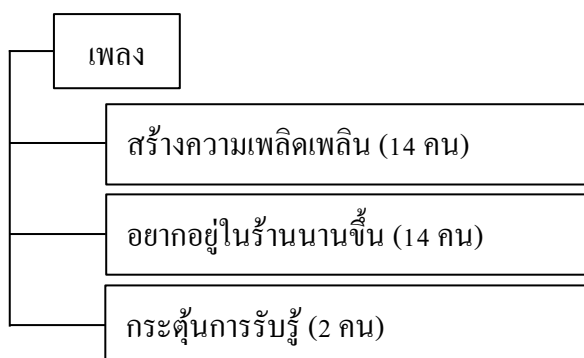 เพลง
สร้างความเพลิดเพลิน (14 คน)
อยากอยู่ในร้านนานขึ้น (14 คน)
กระตุ้นการรับรู้ (2 คน)